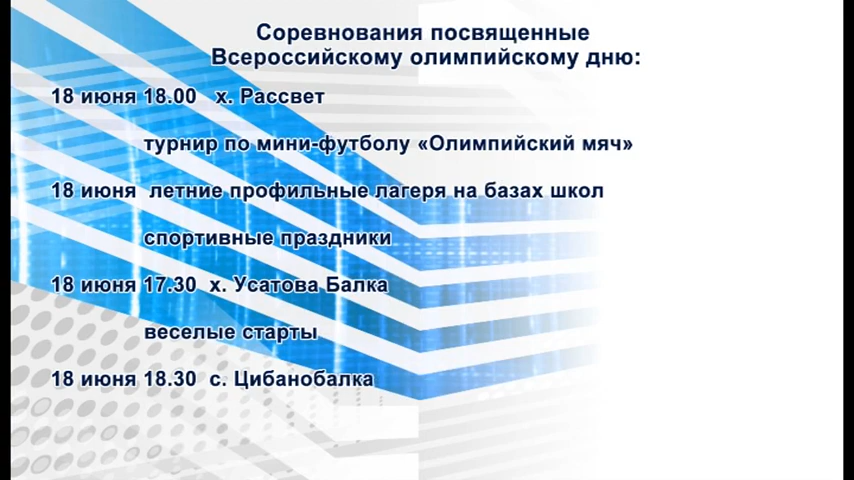 Соревнования посвященные
Всероссийскому олимпийскому дню:
18 июня 18.00 х. Рассвет
турнир по мини-футболу «Олимпийский мяч»
18 июня летние профильные лагеря на базах школ
спортивные праздники
18 июня 17.30 х. Усатова Балка
веселые старты
18 июня 18.30 с. Цибанобалка